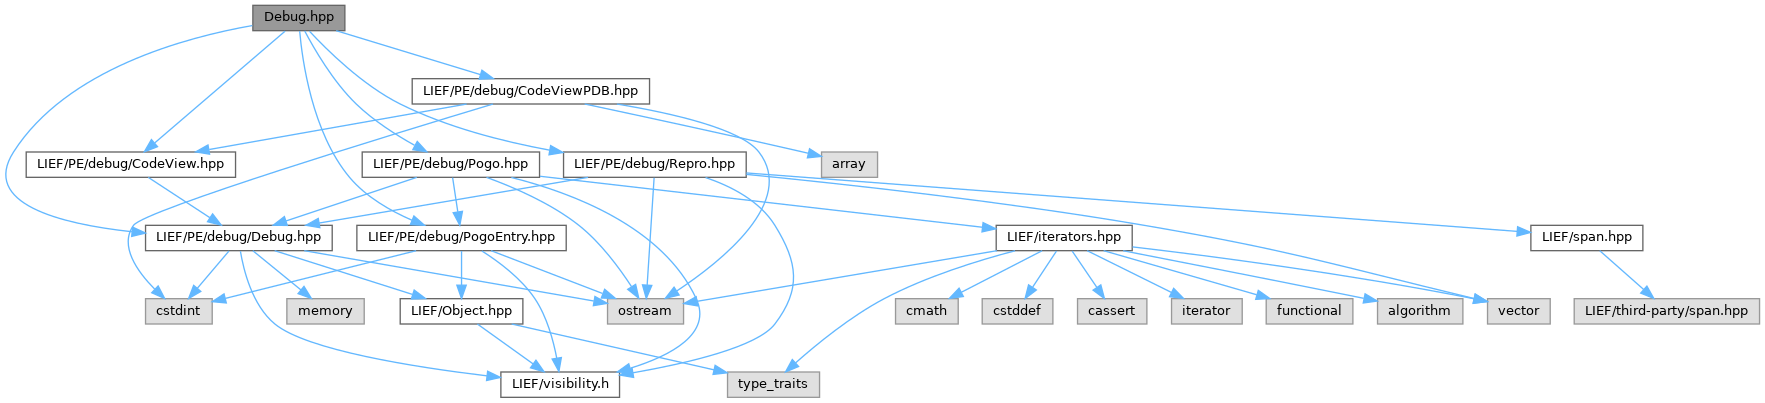 Debug.hpp
LIEF/PE/debug/CodeViewPDB.hpp
LIEF/PE/debug/CodeView.hpp
LIEF/PE/debug/Pogo.hpp
LIEF/PE/debug/Repro.hpp
array
LIEF/PE/debug/Debug.hpp
LIEF/PE/debug/PogoEntry.hpp
LIEF/iterators.hpp
LIEF/span.hpp
cstdint
memory
LIEF/Object.hpp
ostream
cmath
cstddef
cassert
iterator
functional
algorithm
vector
LIEF/third-party/span.hpp
LIEF/visibility.h
type_traits